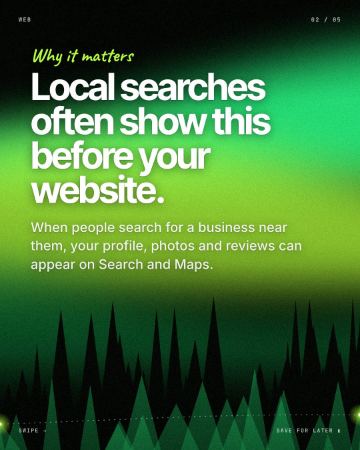 WEB
02 / 05
Why it matters
Local searches
often show this
before your
website.
When people search for a business near
them, your profile, photos and reviews can
appear on Search and Maps.
SWIPE →
SAVE FOR LATER